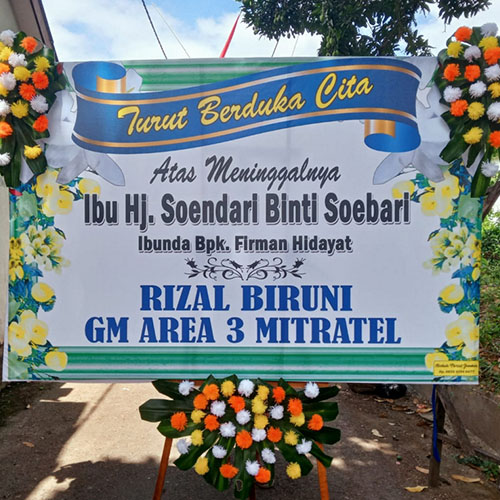 Turut Berduka Cita
Atas Meninggalnya
Ibu Hj. Soendari Binti Soebari
Ibunda Bpk. Firman Hidayat
RIZAL BIRUNI
GM AREA 3 MITRATEL